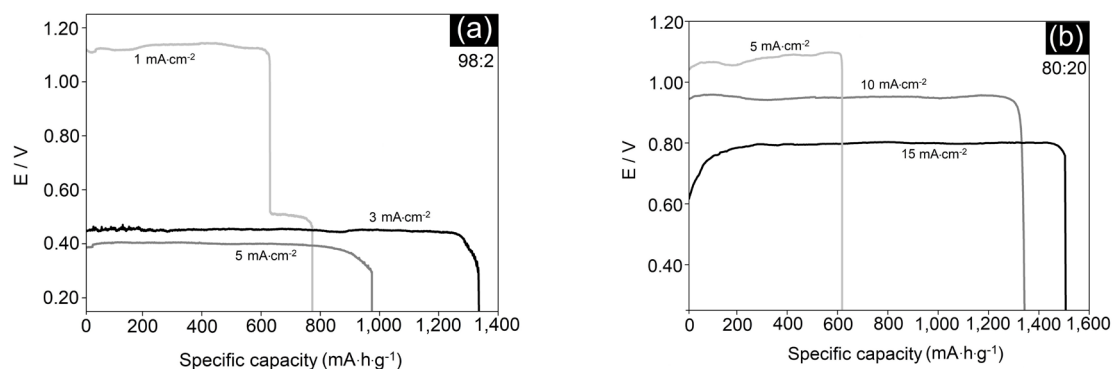 (a)
98:2
1.20
1.00
0.80
0.60
0.40
0.20
E / V
1 mA·cm⁻²
3 mA·cm⁻²
5 mA·cm⁻²
0 200 400 600 800 1,000 1,200 1,400
Specific capacity (mA·h·g⁻¹)
(b)
80:20
1.20
1.00
0.80
0.60
0.40
E / V
5 mA·cm⁻²
10 mA·cm⁻²
15 mA·cm⁻²
0 200 400 600 800 1,000 1,200 1,400 1,600
Specific capacity (mA·h·g⁻¹)